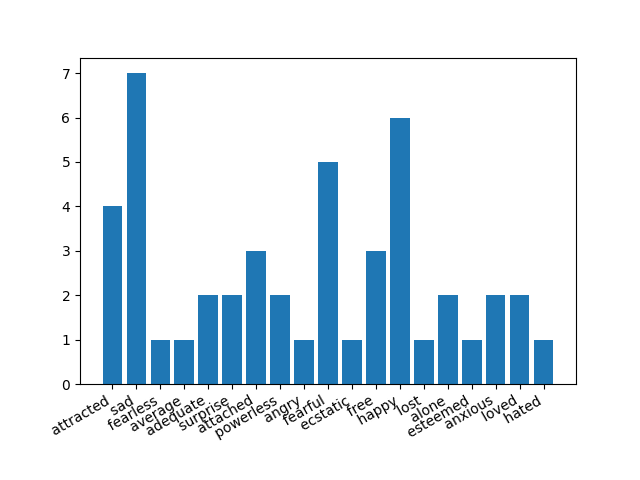 7
6
5
4
3
2
1
0
attracted
sad
fearless
average
adequate
surprise
attached
powerless
angry
fearful
ecstatic
free
happy
lost
alone
esteemed
anxious
loved
hated